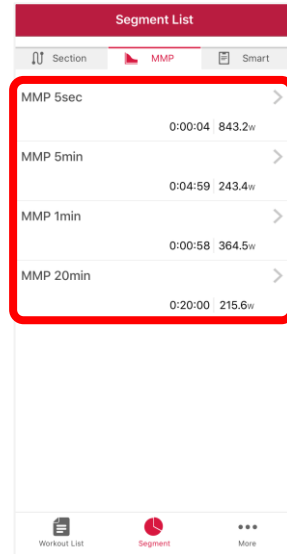 Segment List
Section MMP Smart
MMP 5sec
0:00:04 843.2w
MMP 5min
0:04:59 243.4w
MMP 1min
0:00:58 364.5w
MMP 20min
0:20:00 215.6w
Workout List Segment More